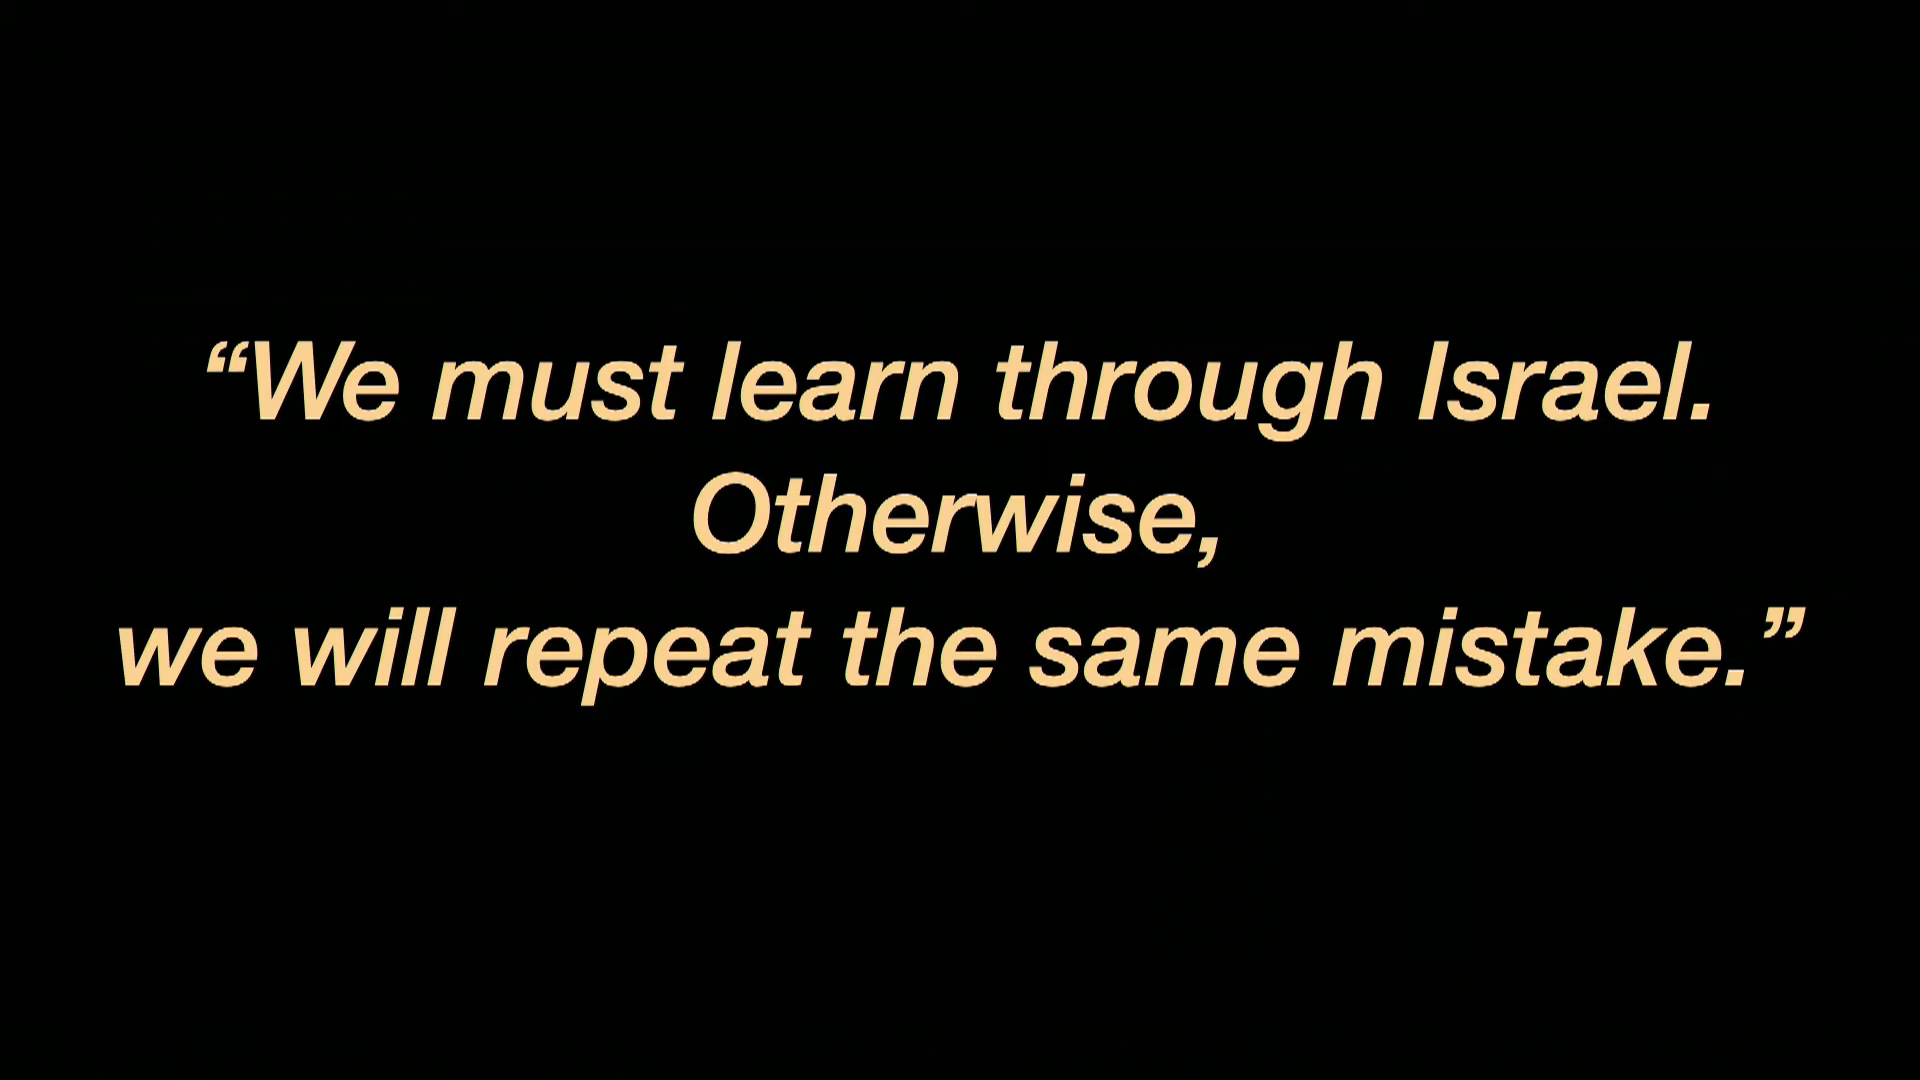 “We must learn through Israel.
Otherwise,
we will repeat the same mistake.”